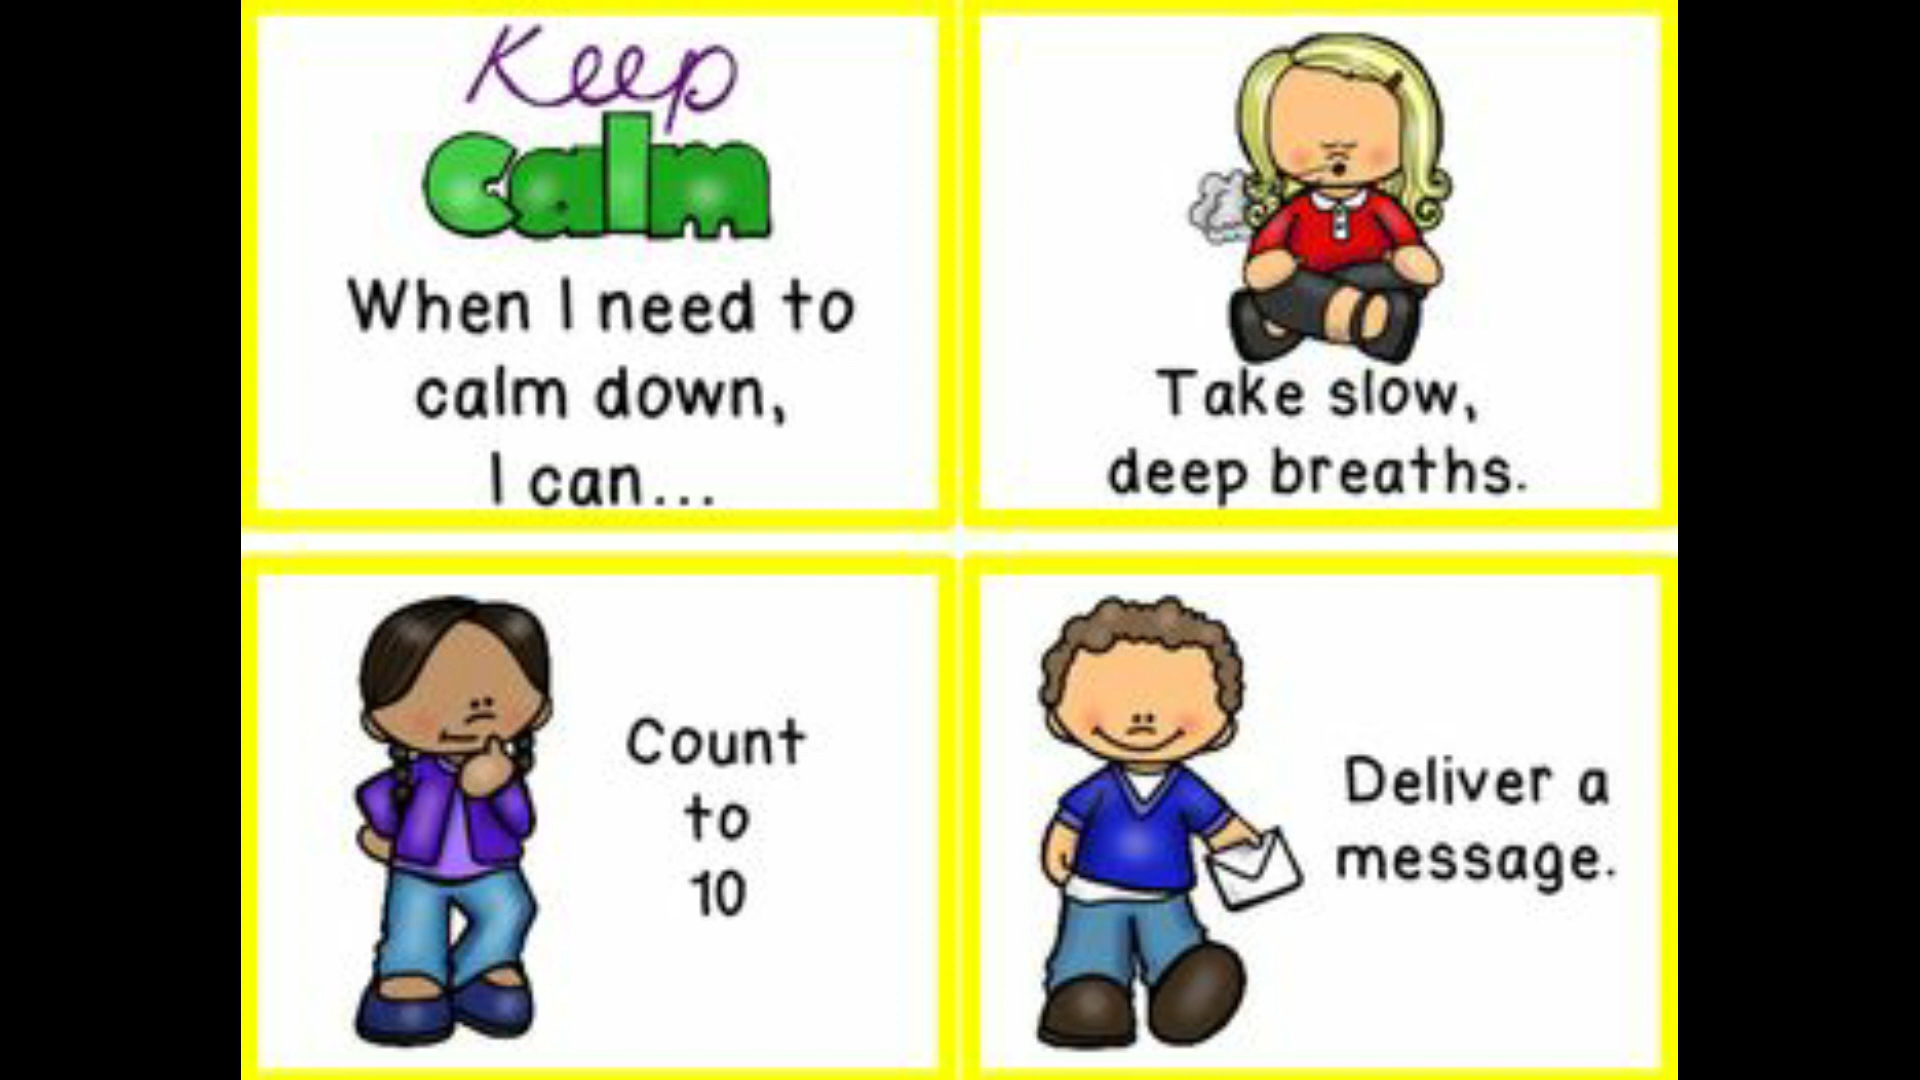 Keep
calm
When I need to
calm down,
I can...
Take slow,
deep breaths.
Count
to
10
Deliver a
message.